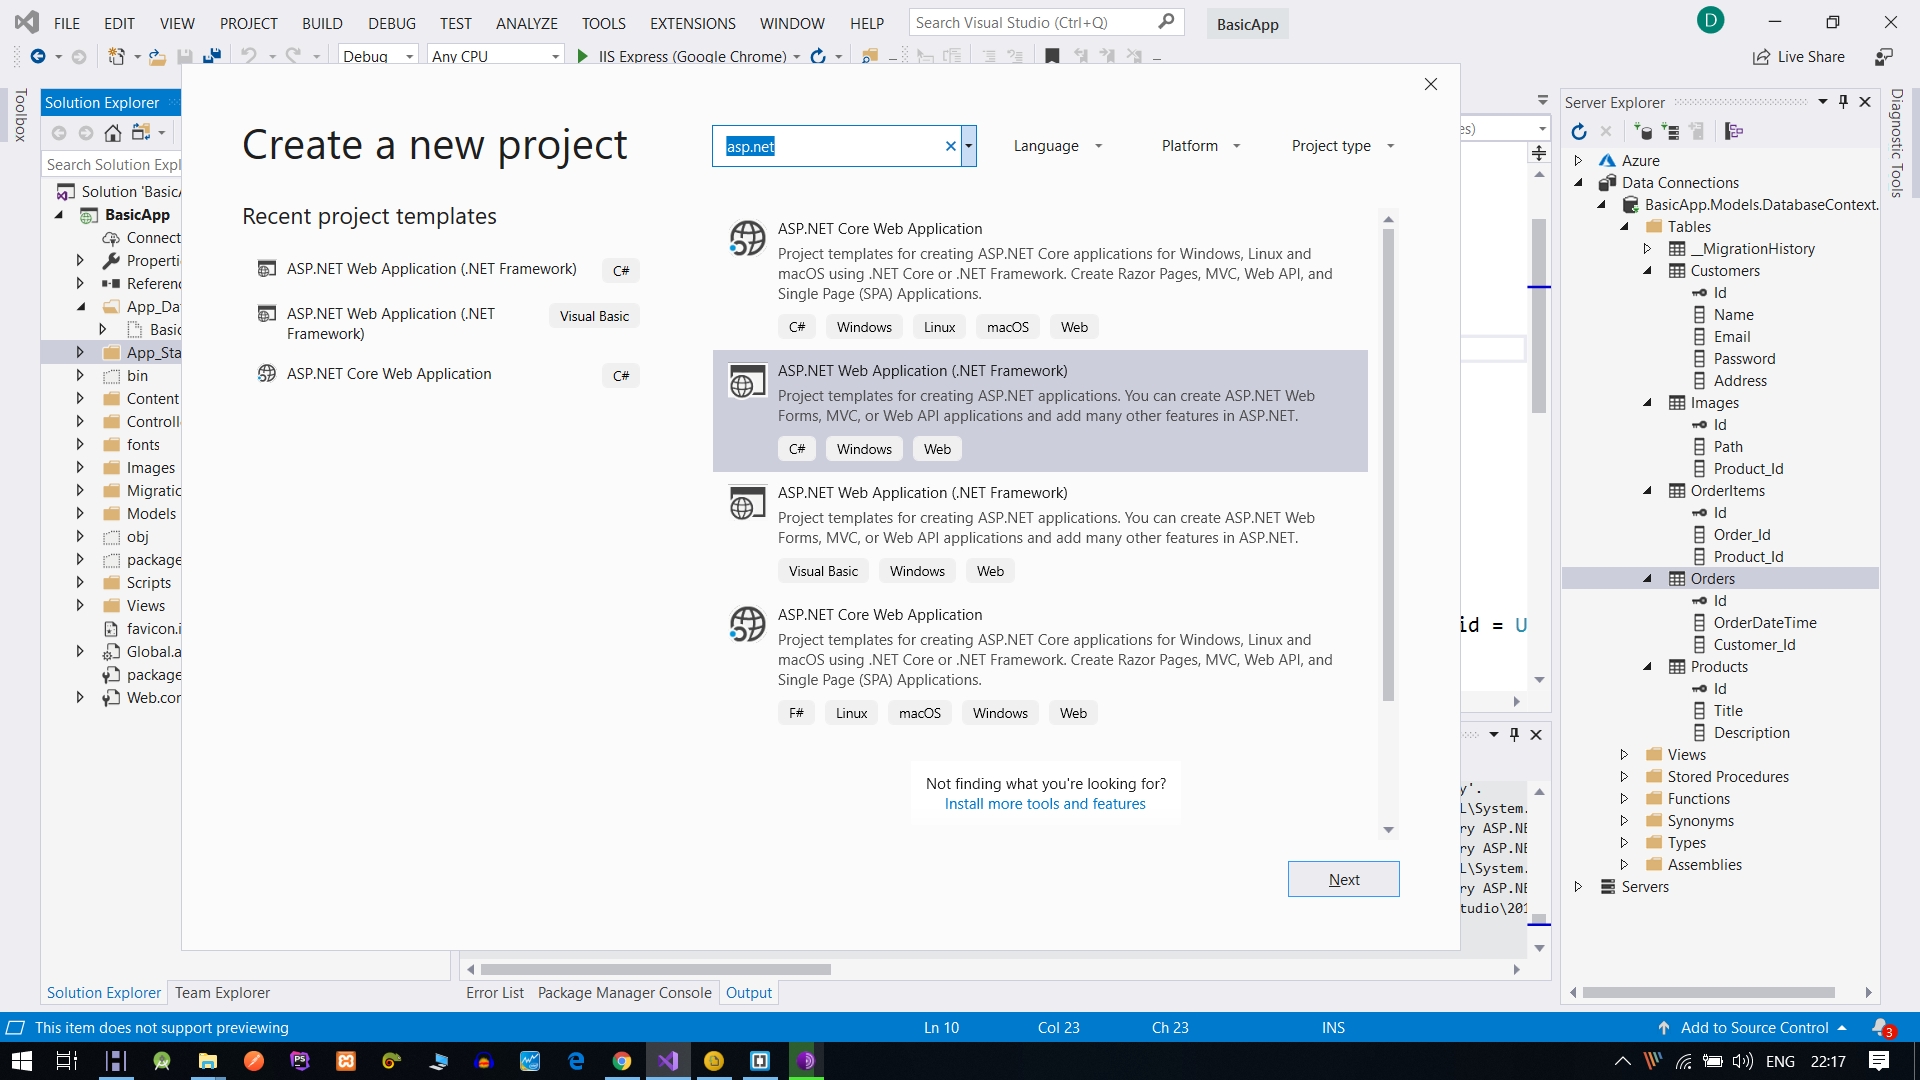 FILE EDIT VIEW PROJECT BUILD DEBUG TEST ANALYZE TOOLS EXTENSIONS WINDOW HELP Search Visual Studio (Ctrl+Q) BasicApp D
Debug Any CPU IIS Express (Google Chrome) Live Share
Toolbox
Solution Explorer
Search Solution Expl
Solution 'BasicA
BasicApp
Connect
Properti
Referenc
App_Da
Basic
App_Sta
bin
Content
Controll
fonts
Images
Migratio
Models
obj
package
Scripts
Views
favicon.i
Global.a
package
Web.con
Create a new project
Recent project templates
ASP.NET Web Application (.NET Framework) C#
ASP.NET Web Application (.NET
Framework)
Visual Basic
ASP.NET Core Web Application C#
asp.net
Language Platform Project type
ASP.NET Core Web Application
Project templates for creating ASP.NET Core applications for Windows, Linux and
macOS using .NET Core or .NET Framework. Create Razor Pages, MVC, Web API, and
Single Page (SPA) Applications.
C# Windows Linux macOS Web
ASP.NET Web Application (.NET Framework)
Project templates for creating ASP.NET applications. You can create ASP.NET Web
Forms, MVC, or Web API applications and add many other features in ASP.NET.
C# Windows Web
ASP.NET Web Application (.NET Framework)
Project templates for creating ASP.NET applications. You can create ASP.NET Web
Forms, MVC, or Web API applications and add many other features in ASP.NET.
Visual Basic Windows Web
ASP.NET Core Web Application
Project templates for creating ASP.NET Core applications for Windows, Linux and
macOS using .NET Core or .NET Framework. Create Razor Pages, MVC, Web API, and
Single Page (SPA) Applications.
F# Linux macOS Windows Web
Not finding what you're looking for?
Install more tools and features
Next
es)
id = U
y'.
L\System.
ry ASP.NE
ry ASP.NE
L\System.
ry ASP.NE
tudio\201
Server Explorer
Azure
Data Connections
BasicApp.Models.DatabaseContext.
Tables
__MigrationHistory
Customers
Id
Name
Email
Password
Address
Images
Id
Path
Product_Id
OrderItems
Id
Order_Id
Product_Id
Orders
Id
OrderDateTime
Customer_Id
Products
Id
Title
Description
Views
Stored Procedures
Functions
Synonyms
Types
Assemblies
Servers
Diagnostic Tools
Solution Explorer Team Explorer
Error List Package Manager Console Output
This item does not support previewing Ln 10 Col 23 Ch 23 INS Add to Source Control 3
PS
ENG 22:17